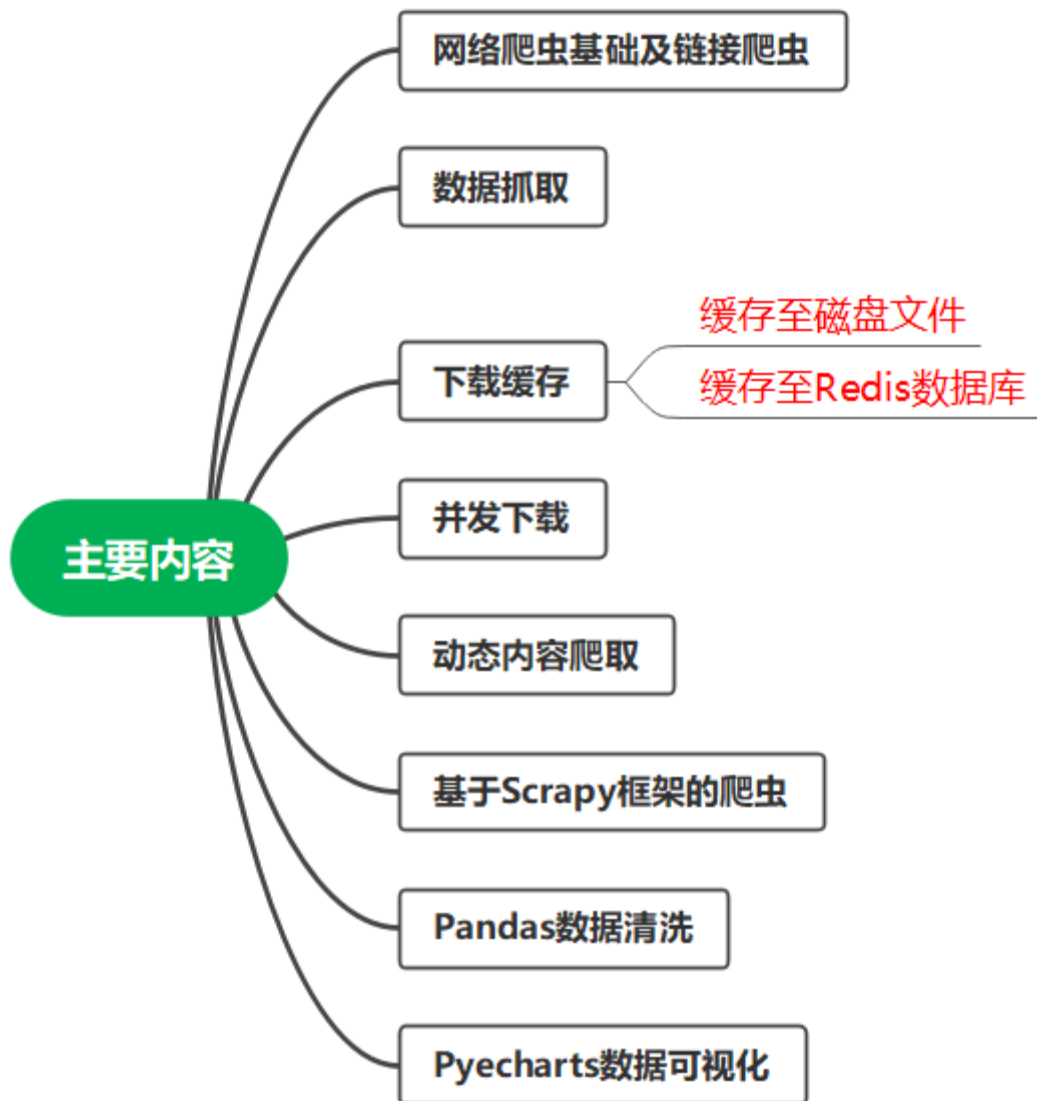 网络爬虫基础及链接爬虫
数据抓取
缓存至磁盘文件
下载缓存
缓存至Redis数据库
并发下载
主要内容
动态内容爬取
基于Scrapy框架的爬虫
Pandas数据清洗
Pyecharts数据可视化